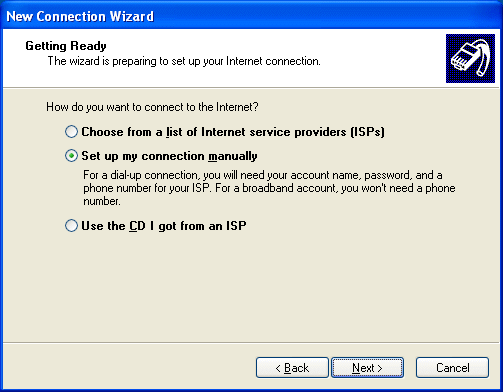 New Connection Wizard
Getting Ready
The wizard is preparing to set up your Internet connection.
How do you want to connect to the Internet?
Choose from a list of Internet service providers (ISPs)
Set up my connection manually
For a dial-up connection, you will need your account name, password, and a
phone number for your ISP. For a broadband account, you won't need a phone
number.
Use the CD I got from an ISP
< Back Next > Cancel